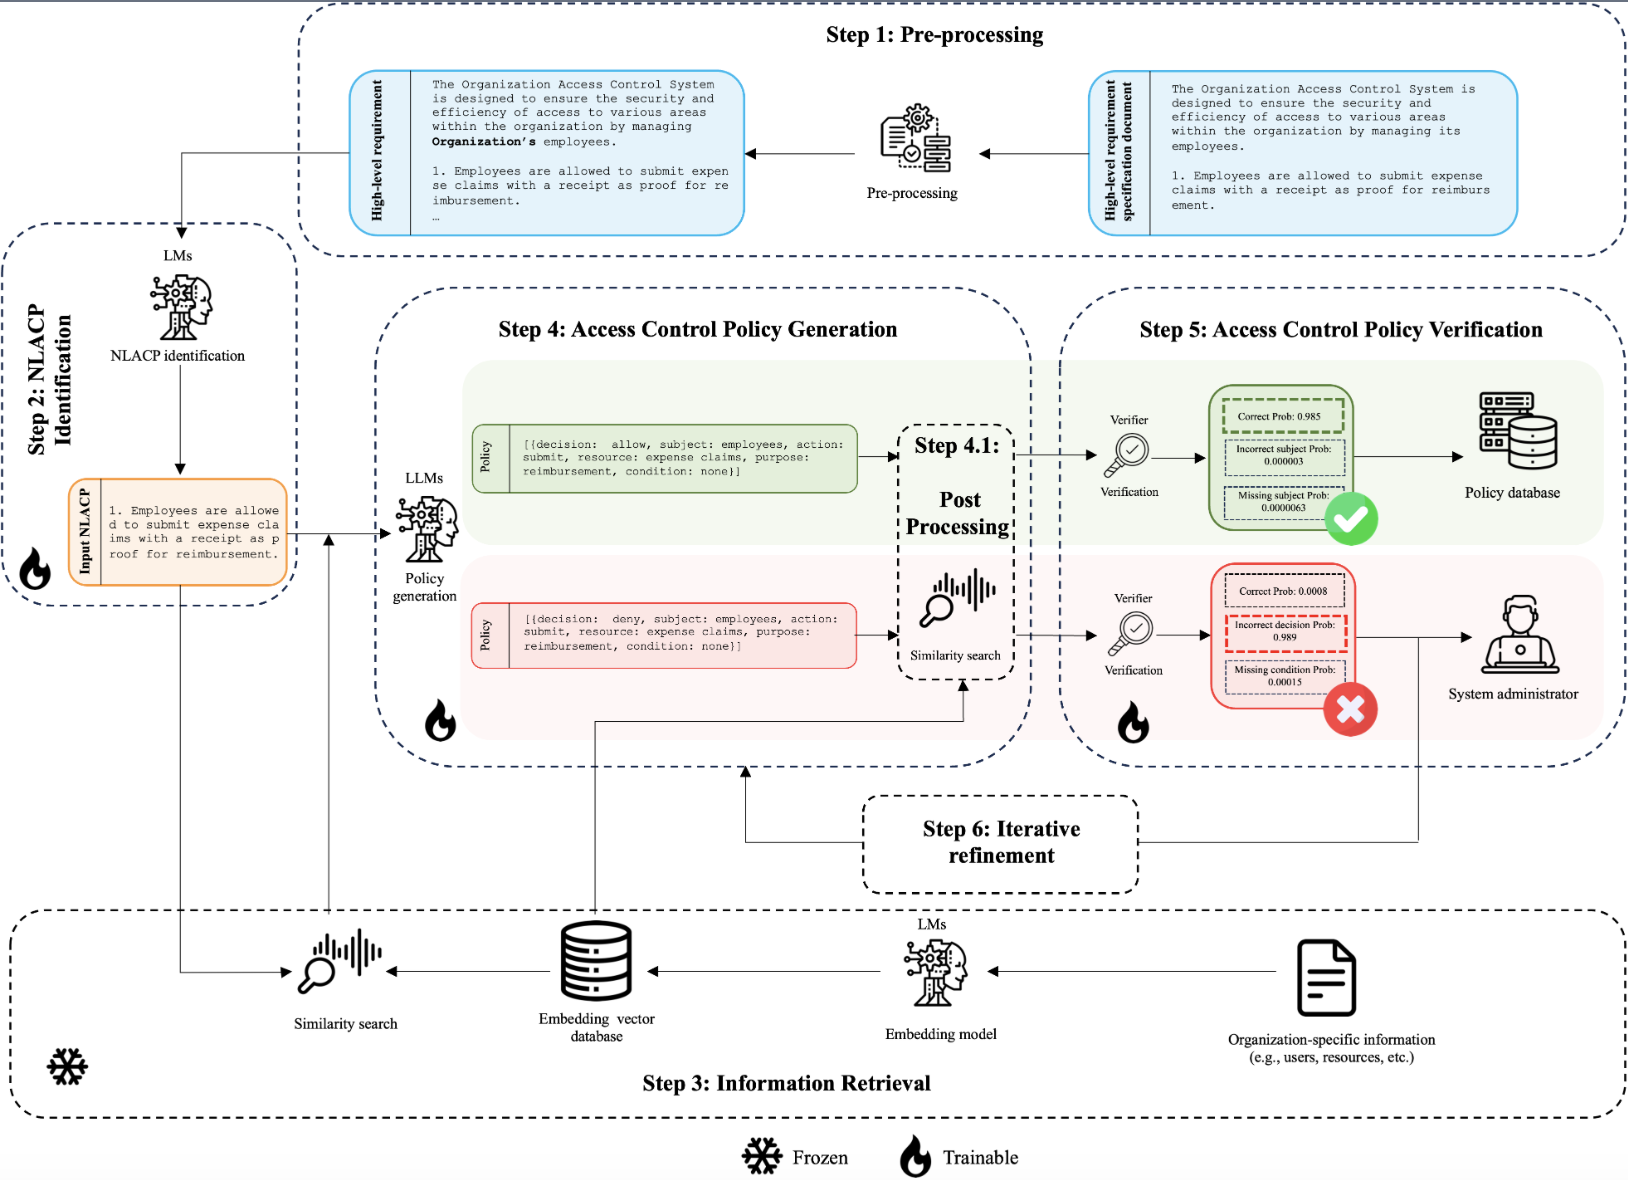 Step 1: Pre-processing
High-level requirement
The Organization Access Control System
is designed to ensure the security and
efficiency of access to various areas
within the organization by managing
Organization's employees.
1. Employees are allowed to submit expen
se claims with a receipt as proof for re
imbursement.
…
Pre-processing
High-level requirement
specification document
The Organization Access Control System is
designed to ensure the security and
efficiency of access to various areas
within the organization by managing its
employees.
1. Employees are allowed to submit expense
claims with a receipt as proof for reimburs
ement.
Step 2: NLACP
Identification
LMs
NLACP identification
Input NLACP
1. Employees are allowe
d to submit expense cla
ims with a receipt as p
roof for reimbursement.
Step 4: Access Control Policy Generation
LLMs
Policy
generation
Policy
[{decision: allow, subject: employees, action:
submit, resource: expense claims, purpose:
reimbursement, condition: none}]
Policy
[{decision: deny, subject: employees, action:
submit, resource: expense claims, purpose:
reimbursement, condition: none}]
Step 4.1:
Post
Processing
Similarity search
Step 5: Access Control Policy Verification
Verifier
Verification
Correct Prob: 0.985
Incorrect subject Prob:
0.000003
Missing subject Prob:
0.0000063
Policy database
Verifier
Verification
Correct Prob: 0.0008
Incorrect decision Prob:
0.989
Missing condition Prob:
0.00015
System administrator
Step 6: Iterative
refinement
Similarity search
Embedding vector
database
LMs
Embedding model
Organization-specific information
(e.g., users, resources, etc.)
Step 3: Information Retrieval
Frozen
Trainable